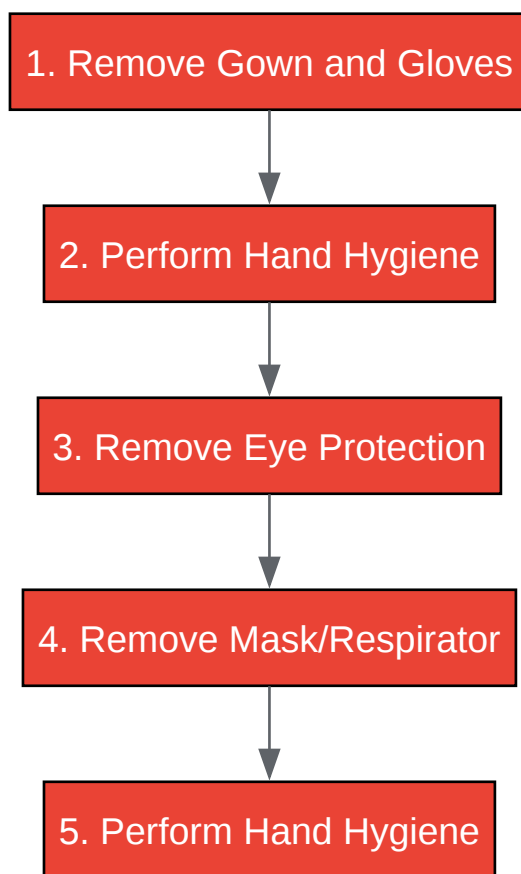 1. Remove Gown and Gloves
2. Perform Hand Hygiene
3. Remove Eye Protection
4. Remove Mask/Respirator
5. Perform Hand Hygiene